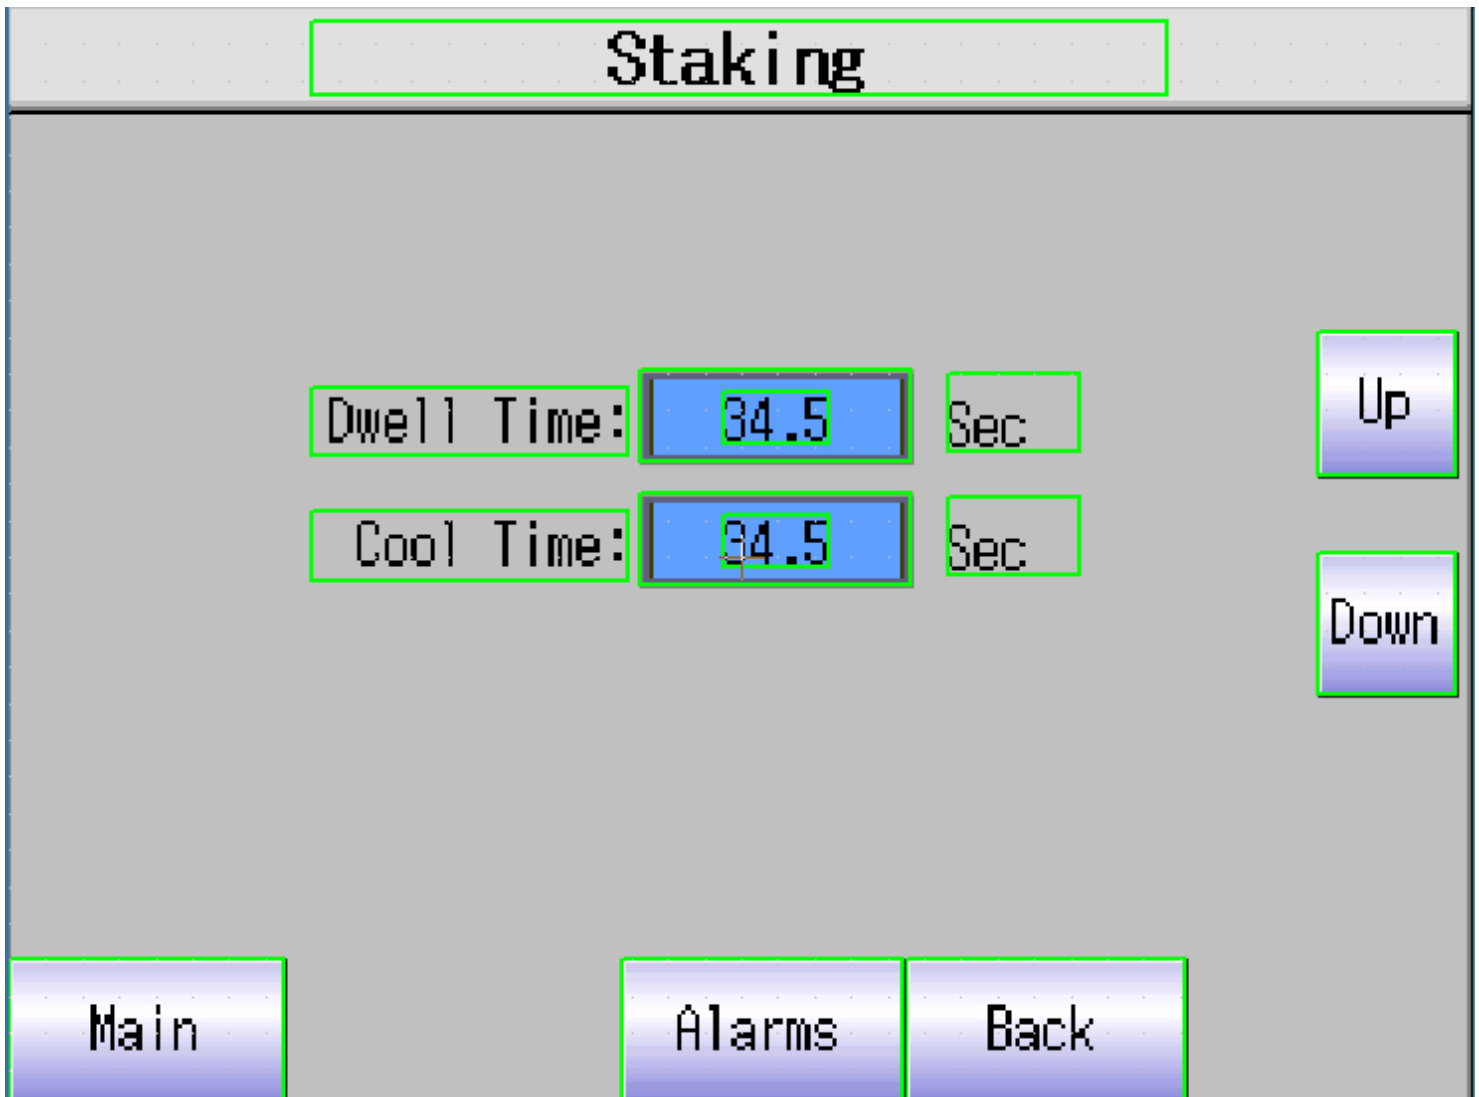 Staking
Dwell Time: 34.5 Sec
Up
Cool Time: 34.5 Sec
Down
Main Alarms Back